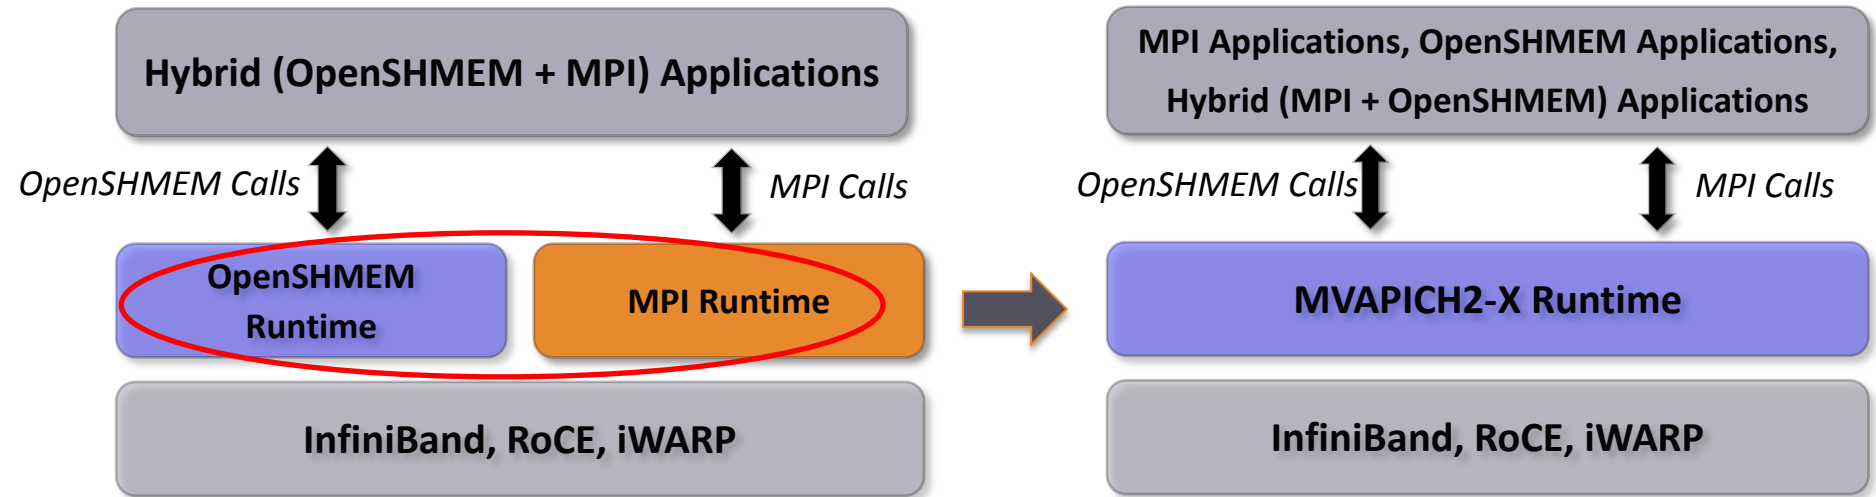 Hybrid (OpenSHMEM + MPI) Applications
OpenSHMEM Calls
MPI Calls
OpenSHMEM
Runtime
MPI Runtime
InfiniBand, RoCE, iWARP
MPI Applications, OpenSHMEM Applications,
Hybrid (MPI + OpenSHMEM) Applications
OpenSHMEM Calls
MPI Calls
MVAPICH2-X Runtime
InfiniBand, RoCE, iWARP